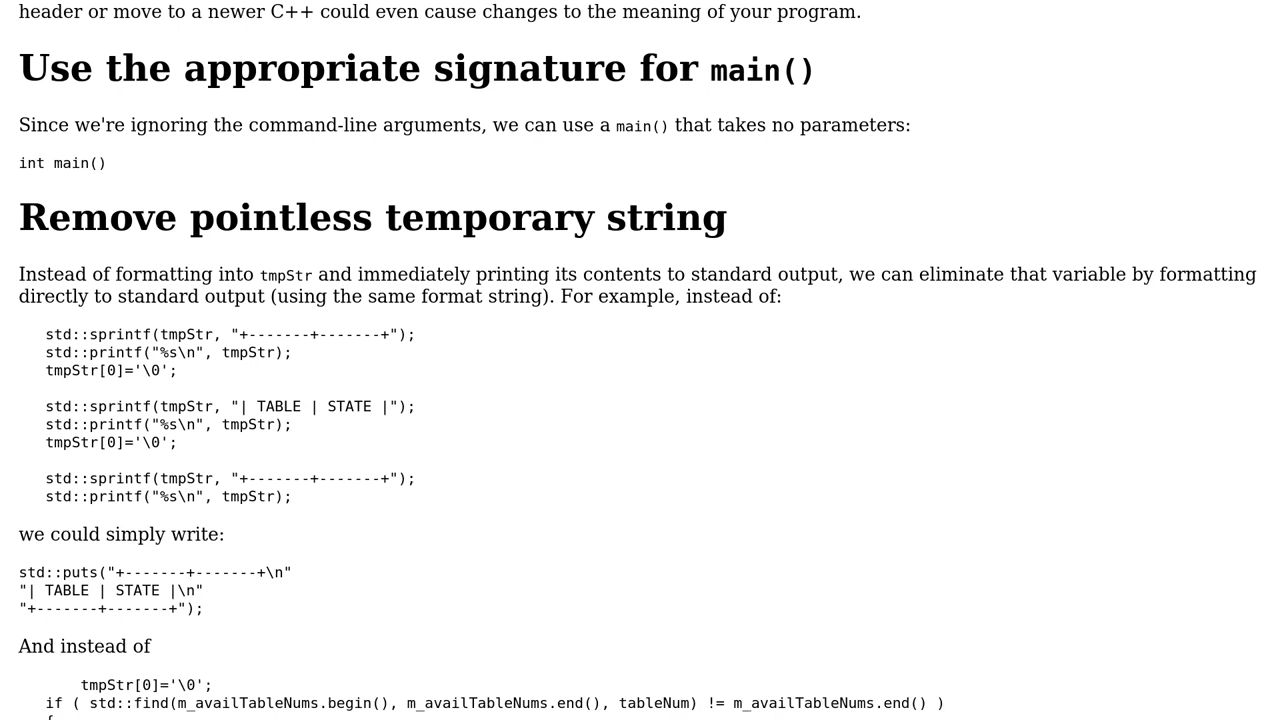 header or move to a newer C++ could even cause changes to the meaning of your program.
Use the appropriate signature for main()
Since we're ignoring the command-line arguments, we can use a main() that takes no parameters:
int main()
Remove pointless temporary string
Instead of formatting into tmpStr and immediately printing its contents to standard output, we can eliminate that variable by formatting
directly to standard output (using the same format string). For example, instead of:
std::sprintf(tmpStr, "+-------+-------+");
std::printf("%s\n", tmpStr);
tmpStr[0]='\0';
std::sprintf(tmpStr, "| TABLE | STATE |");
std::printf("%s\n", tmpStr);
tmpStr[0]='\0';
std::sprintf(tmpStr, "+-------+-------+");
std::printf("%s\n", tmpStr);
we could simply write:
std::puts("+-------+-------+\n"
"| TABLE | STATE |\n"
"+-------+-------+");
And instead of
tmpStr[0]='\0';
if ( std::find(m_availTableNums.begin(), m_availTableNums.end(), tableNum) != m_availTableNums.end() )
{